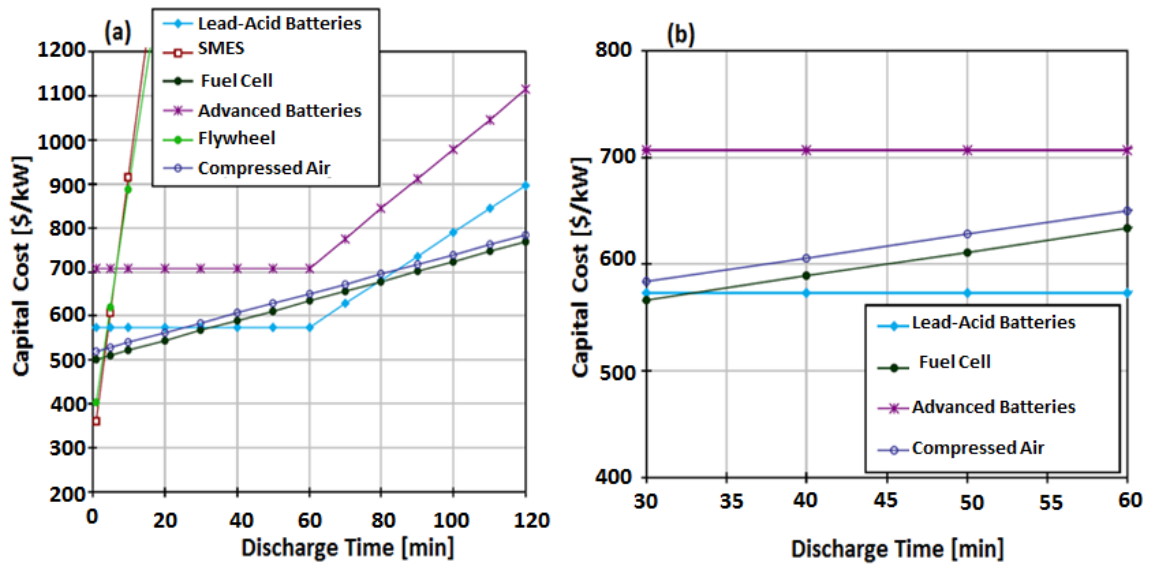 (a)
Lead-Acid Batteries
SMES
Fuel Cell
Advanced Batteries
Flywheel
Compressed Air
1200
1100
1000
900
800
700
600
500
400
300
200
Capital Cost [$/kW]
0 20 40 60 80 100 120
Discharge Time [min]
(b)
800
700
600
500
400
Capital Cost [$/kW]
Lead-Acid Batteries
Fuel Cell
Advanced Batteries
Compressed Air
30 35 40 45 50 55 60
Discharge Time [min]